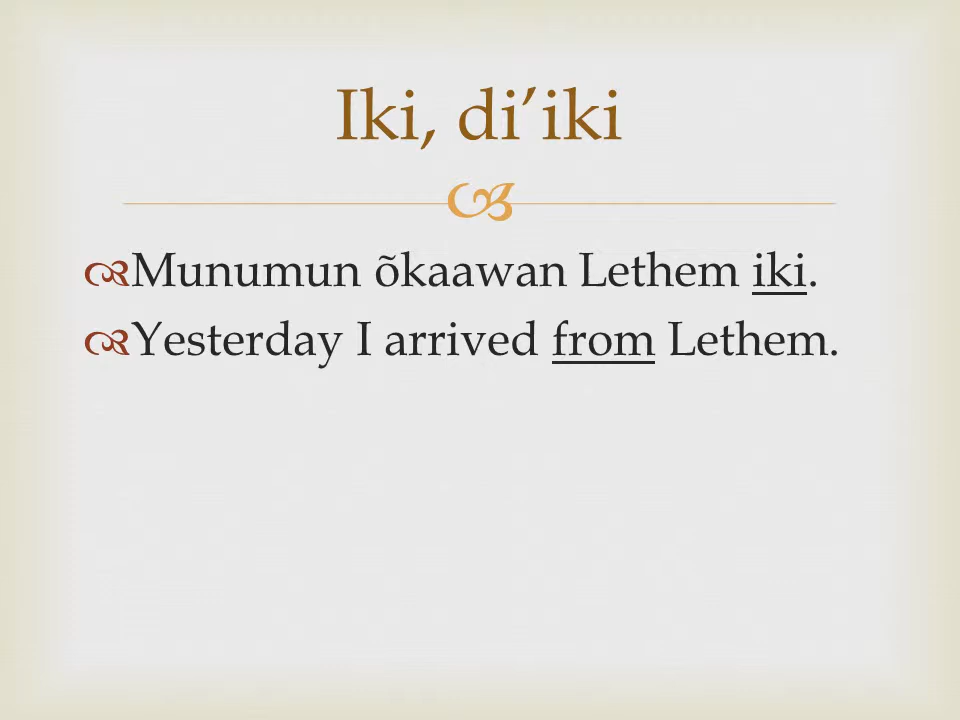 Iki, di’iki
Munumun õkaawan Lethem iki.
Yesterday I arrived from Lethem.